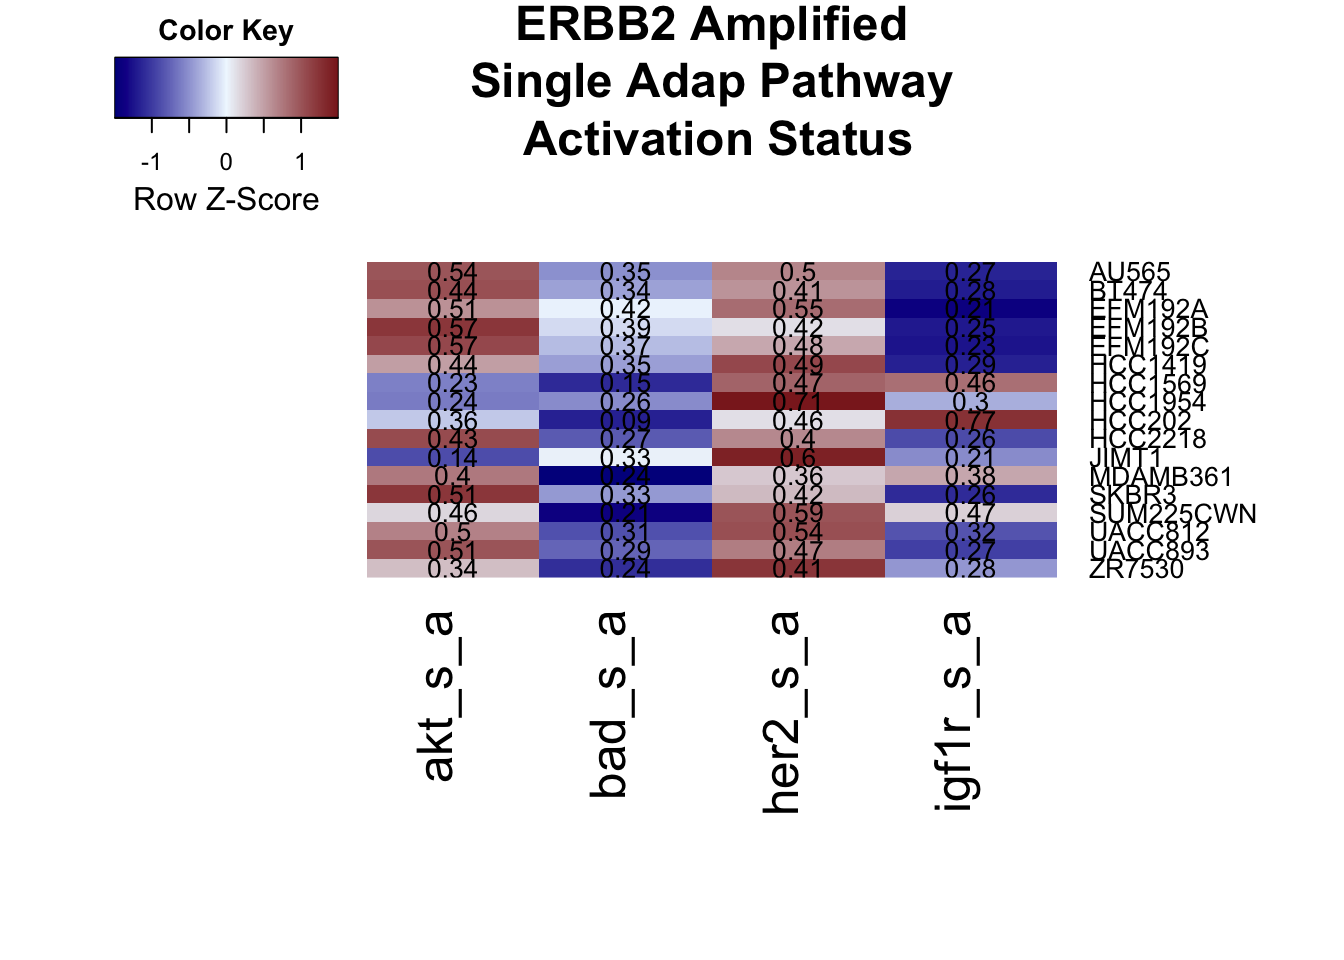 Color Key
-1 0 1
Row Z-Score
ERBB2 Amplified
Single Adap Pathway
Activation Status
0.54 0.35 0.5 0.27 AU565
0.44 0.34 0.41 0.28 BT474
0.51 0.42 0.55 0.21 EFM192A
0.57 0.39 0.42 0.25 EFM192B
0.57 0.37 0.48 0.23 EFM192C
0.44 0.35 0.49 0.29 HCC1419
0.23 0.15 0.47 0.46 HCC1569
0.24 0.26 0.71 0.3 HCC1954
0.36 0.09 0.46 0.77 HCC202
0.43 0.27 0.4 0.26 HCC2218
0.14 0.33 0.6 0.21 JIMT1
0.4 0.24 0.36 0.38 MDAMB361
0.51 0.33 0.42 0.26 SKBR3
0.46 0.21 0.59 0.47 SUM225CWN
0.5 0.31 0.54 0.32 UACC812
0.51 0.29 0.47 0.27 UACC893
0.34 0.24 0.41 0.28 ZR7530
akt_s_a
bad_s_a
her2_s_a
igf1r_s_a